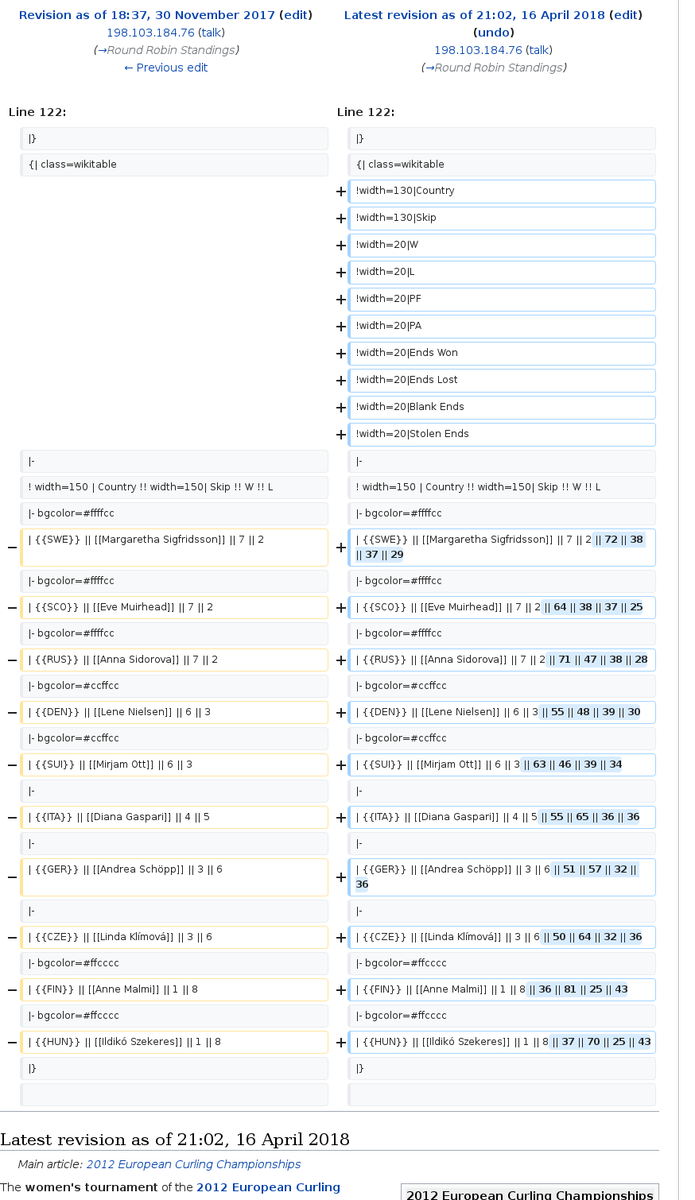 Revision as of 18:37, 30 November 2017 (edit)
198.103.184.76 (talk)
(→Round Robin Standings)
← Previous edit
Latest revision as of 21:02, 16 April 2018 (edit)
(undo)
198.103.184.76 (talk)
(→Round Robin Standings)
Line 122:
Line 122:
|}
|}
{| class=wikitable
{| class=wikitable
+ !width=130|Country
+ !width=130|Skip
+ !width=20|W
+ !width=20|L
+ !width=20|PF
+ !width=20|PA
+ !width=20|Ends Won
+ !width=20|Ends Lost
+ !width=20|Blank Ends
+ !width=20|Stolen Ends
|-
|-
! width=150 | Country !! width=150| Skip !! W !! L
! width=150 | Country !! width=150| Skip !! W !! L
|- bgcolor=#ffffcc
|- bgcolor=#ffffcc
− | {{SWE}} || [[Margaretha Sigfridsson]] || 7 || 2
+ | {{SWE}} || [[Margaretha Sigfridsson]] || 7 || 2 || 72 || 38
|| 37 || 29
|- bgcolor=#ffffcc
|- bgcolor=#ffffcc
− | {{SCO}} || [[Eve Muirhead]] || 7 || 2
+ | {{SCO}} || [[Eve Muirhead]] || 7 || 2 || 64 || 38 || 37 || 25
|- bgcolor=#ffffcc
|- bgcolor=#ffffcc
− | {{RUS}} || [[Anna Sidorova]] || 7 || 2
+ | {{RUS}} || [[Anna Sidorova]] || 7 || 2 || 71 || 47 || 38 || 28
|- bgcolor=#ccffcc
|- bgcolor=#ccffcc
− | {{DEN}} || [[Lene Nielsen]] || 6 || 3
+ | {{DEN}} || [[Lene Nielsen]] || 6 || 3 || 55 || 48 || 39 || 30
|- bgcolor=#ccffcc
|- bgcolor=#ccffcc
− | {{SUI}} || [[Mirjam Ott]] || 6 || 3
+ | {{SUI}} || [[Mirjam Ott]] || 6 || 3 || 63 || 46 || 39 || 34
|-
|-
− | {{ITA}} || [[Diana Gaspari]] || 4 || 5
+ | {{ITA}} || [[Diana Gaspari]] || 4 || 5 || 55 || 65 || 36 || 36
|-
|-
− | {{GER}} || [[Andrea Schöpp]] || 3 || 6
+ | {{GER}} || [[Andrea Schöpp]] || 3 || 6 || 51 || 57 || 32 ||
36
|-
|-
− | {{CZE}} || [[Linda Klímová]] || 3 || 6
+ | {{CZE}} || [[Linda Klímová]] || 3 || 6 || 50 || 64 || 32 || 36
|- bgcolor=#ffcccc
|- bgcolor=#ffcccc
− | {{FIN}} || [[Anne Malmi]] || 1 || 8
+ | {{FIN}} || [[Anne Malmi]] || 1 || 8 || 36 || 81 || 25 || 43
|- bgcolor=#ffcccc
|- bgcolor=#ffcccc
− | {{HUN}} || [[Ildikó Szekeres]] || 1 || 8
+ | {{HUN}} || [[Ildikó Szekeres]] || 1 || 8 || 37 || 70 || 25 || 43
|}
|}
Latest revision as of 21:02, 16 April 2018
Main article: 2012 European Curling Championships
The women's tournament of the 2012 European Curling
2012 European Curling Championships